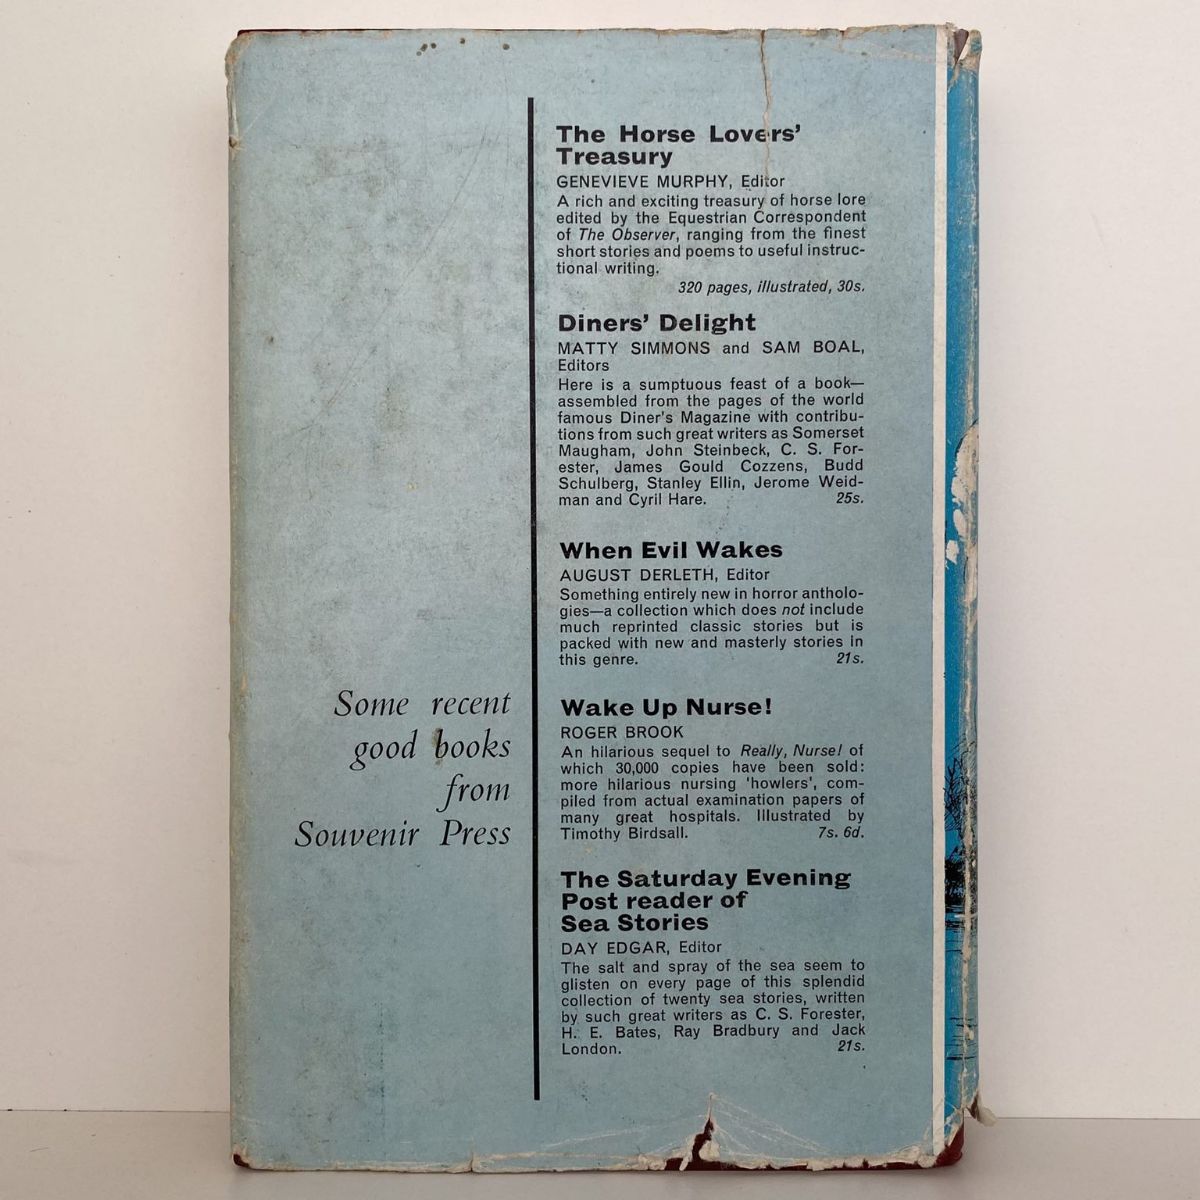 The Horse Lovers'
Treasury
GENEVIEVE MURPHY, Editor
A rich and exciting treasury of horse lore
edited by the Equestrian Correspondent
of The Observer, ranging from the finest
short stories and poems to useful instruc-
tional writing.
320 pages, illustrated, 30s.
Diners' Delight
MATTY SIMMONS and SAM BOAL,
Editors
Here is a sumptuous feast of a book—
assembled from the pages of the world
famous Diner's Magazine with contribu-
tions from such great writers as Somerset
Maugham, John Steinbeck, C. S. For-
ester, James Gould Cozzens, Budd
Schulberg, Stanley Ellin, Jerome Weid-
man and Cyril Hare. 25s.
When Evil Wakes
AUGUST DERLETH, Editor
Something entirely new in horror antholo-
gies—a collection which does not include
much reprinted classic stories but is
packed with new and masterly stories in
this genre. 21s.
Some recent
good books
from
Souvenir Press
Wake Up Nurse!
ROGER BROOK
An hilarious sequel to Really, Nurse! of
which 30,000 copies have been sold:
more hilarious nursing 'howlers', com-
piled from actual examination papers of
many great hospitals. Illustrated by
Timothy Birdsall. 7s. 6d.
The Saturday Evening
Post reader of
Sea Stories
DAY EDGAR, Editor
The salt and spray of the sea seem to
glisten on every page of this splendid
collection of twenty sea stories, written
by such great writers as C. S. Forester,
H. E. Bates, Ray Bradbury and Jack
London. 21s.